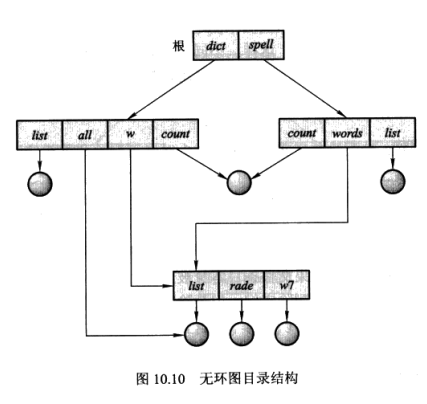 根 dict spell
list all w count count words list
list rade w7
图 10.10 无环图目录结构